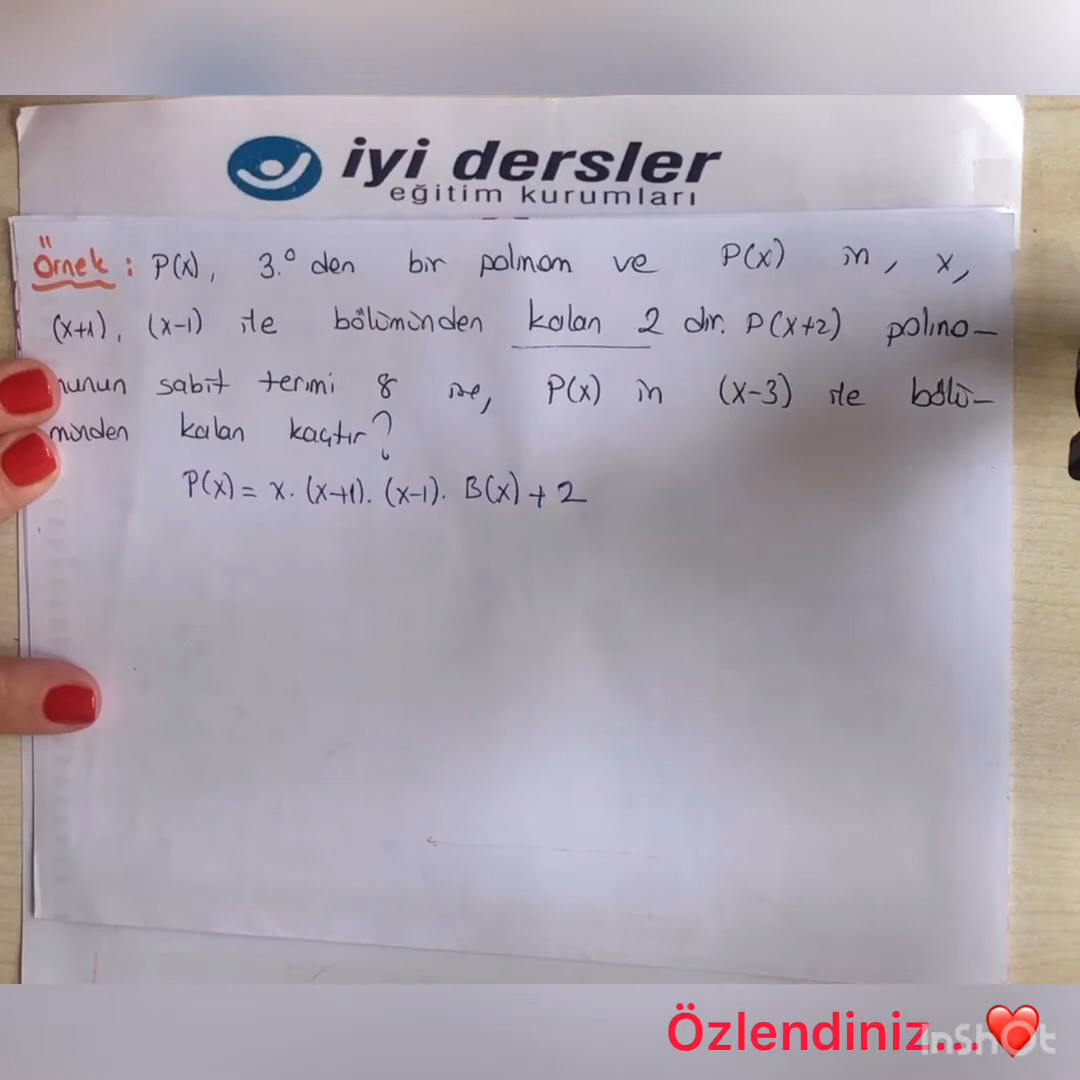 iyi dersler
eğitim kurumları
Örnek: P(x), 3.° den bir polinom ve P(x) in, x,
(x+1), (x-1) ile bölümünden kalan 2 dir. P(x+2) polino-
munun sabit terimi 8 ise, P(x) in (x-3) ile bölü-
münden kalan kaçtır?
P(x) = x. (x+1). (x-1). B(x) + 2
Özlendiniz...❤️
InShOt